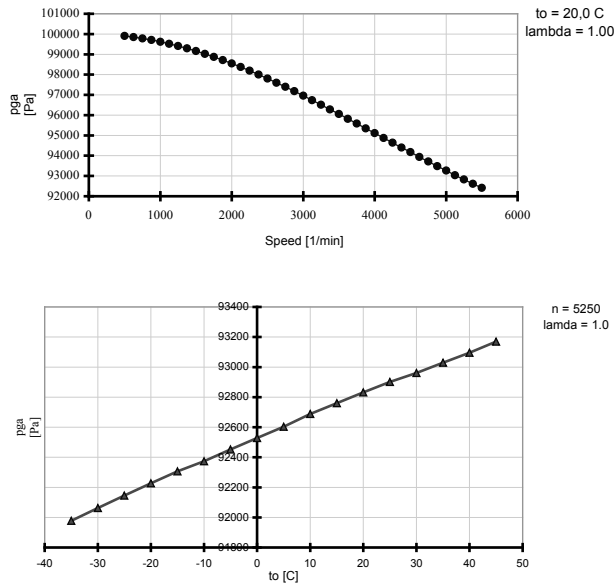 101000
100000
99000
98000
97000
96000
95000
94000
93000
92000
pga
[Pa]
0 1000 2000 3000 4000 5000 6000
Speed [1/min]
to = 20,0 C
lambda = 1.00
93400
93200
93000
92800
92600
92400
92200
92000
91800
pga
[Pa]
-40 -30 -20 -10 0 10 20 30 40 50
to [C]
n = 5250
lamda = 1.0